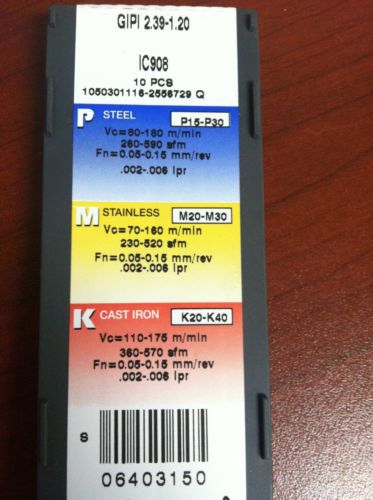 GIPI 2.39-1.20
IC908
10 PCS
1050301116-2556729 Q
P STEEL P15-P30
Vc=80-180 m/min
260-590 sfm
Fn=0.05-0.15 mm/rev
.002-.006 ipr
M STAINLESS M20-M30
Vc=70-160 m/min
230-520 sfm
Fn=0.05-0.15 mm/rev
.002-.006 ipr
K CAST IRON K20-K40
Vc=110-175 m/min
360-570 sfm
Fn=0.05-0.15 mm/rev
.002-.006 ipr
S
06403150